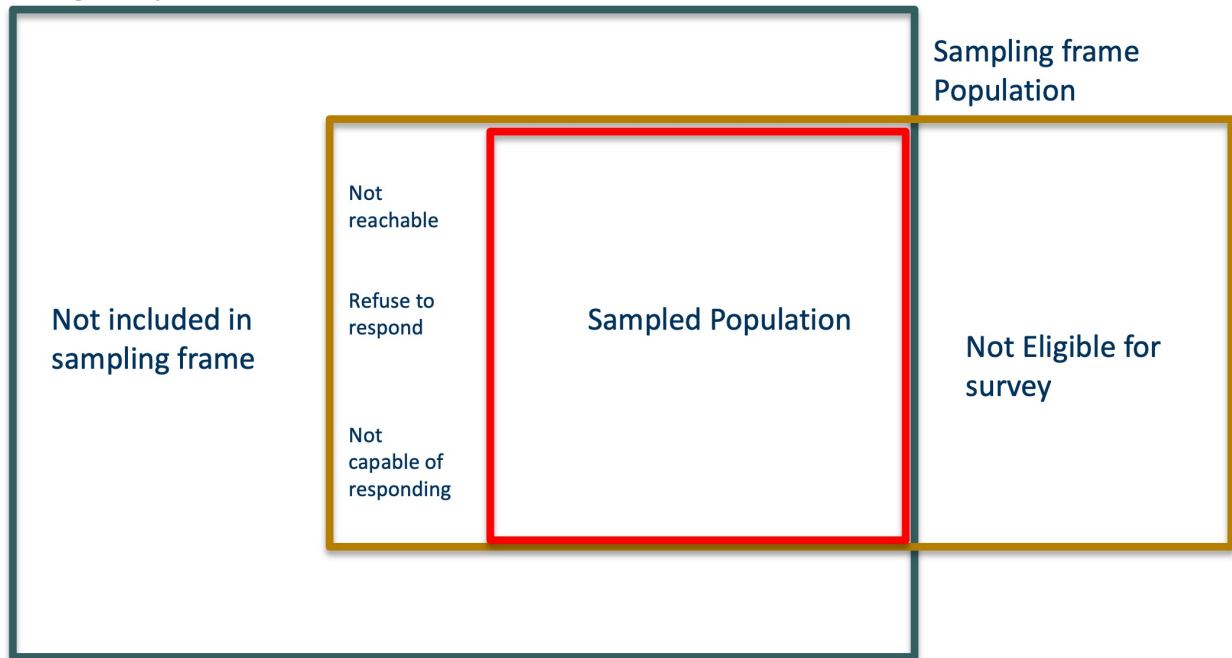 Sampling frame
Population
Not
reachable
Refuse to
respond
Not
capable of
responding
Not included in
sampling frame
Sampled Population
Not Eligible for
survey